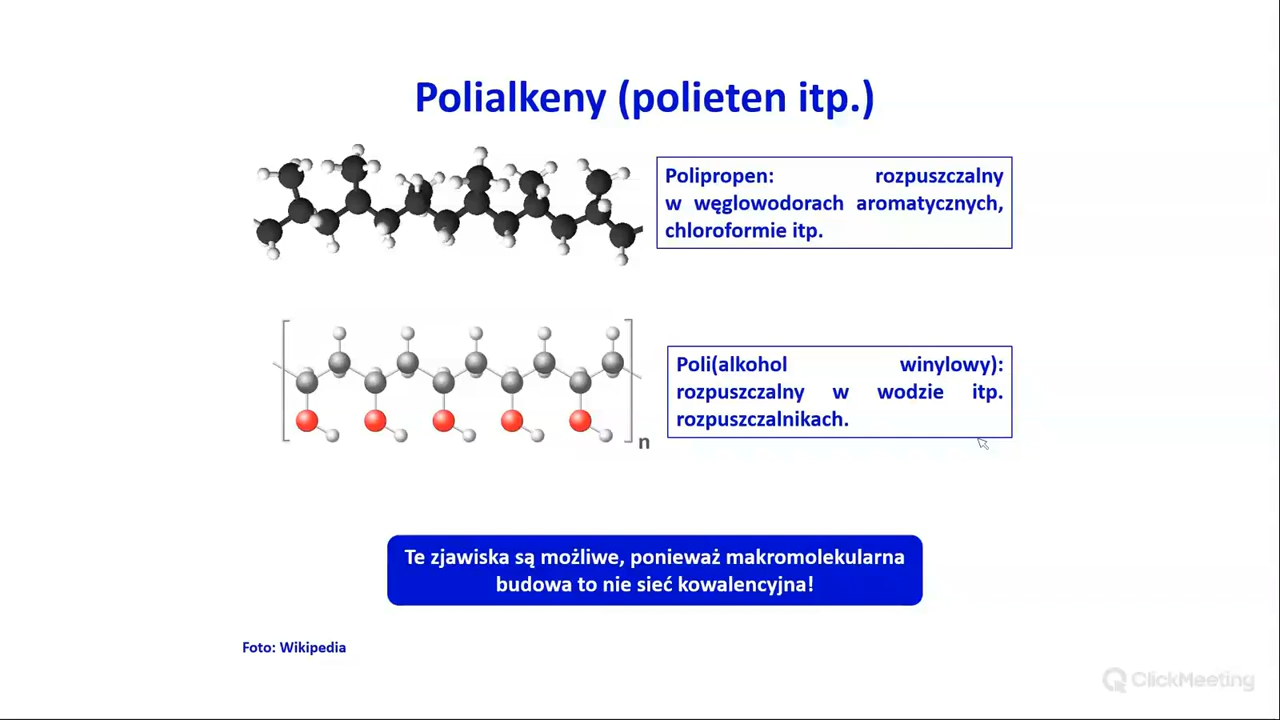 Polialkeny (polieten itp.)
Polipropen: rozpuszczalny
w węglowodorach aromatycznych,
chloroformie itp.
n
Poli(alkohol winylowy):
rozpuszczalny w wodzie itp.
rozpuszczalnikach.
Te zjawiska są możliwe, ponieważ makromolekularna
budowa to nie sieć kowalencyjna!
Foto: Wikipedia
ClickMeeting